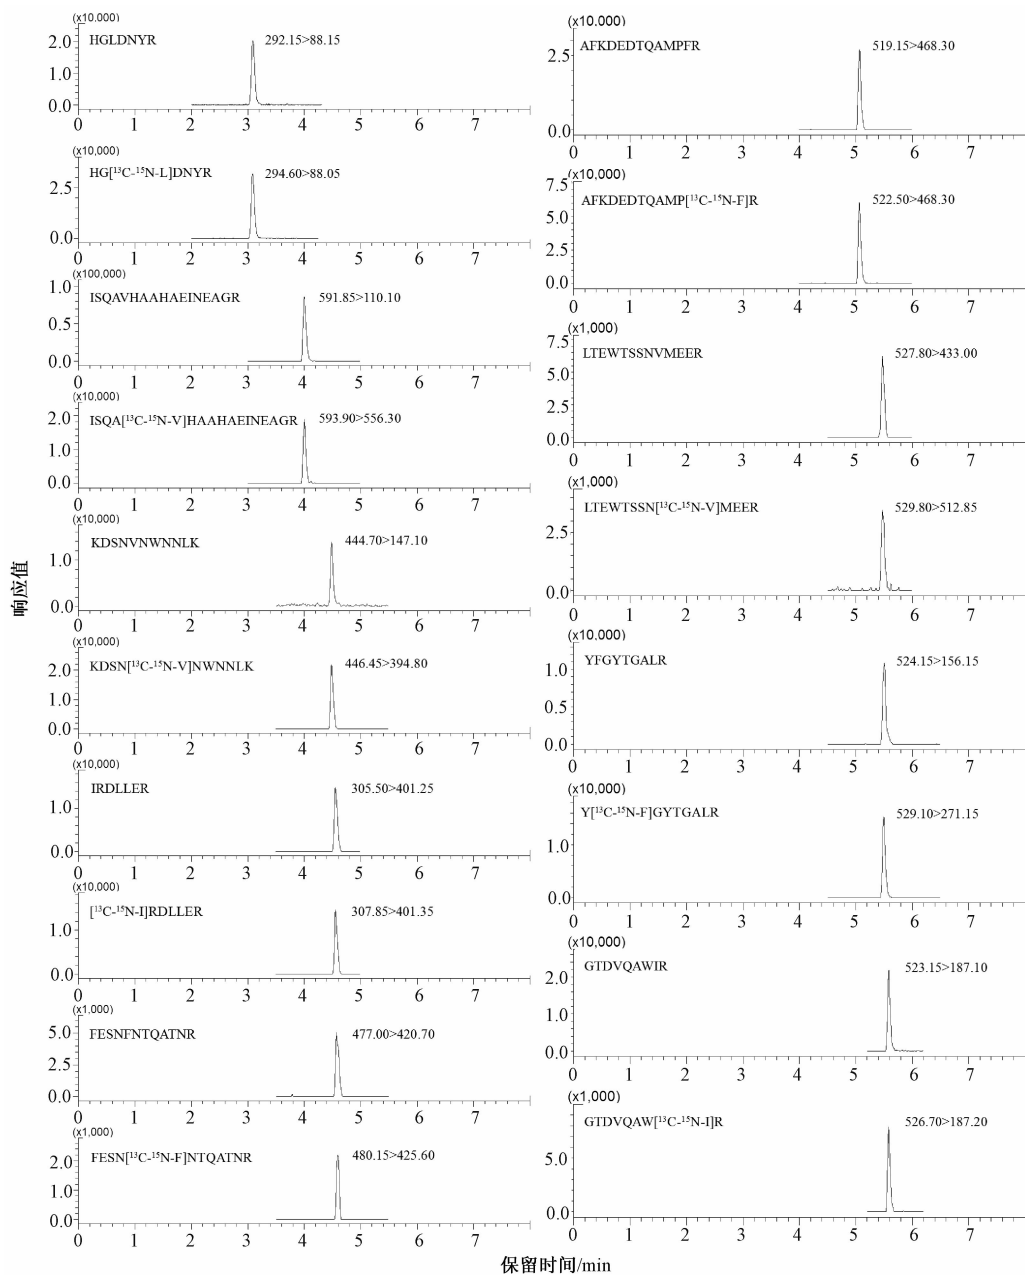 (x10,000)
HGLDNYR
292.15>88.15
2.0
1.0
0.0
0 1 2 3 4 5 6 7
(x10,000)
HG[¹³C-¹⁵N-L]DNYR
294.60>88.05
2.5
0.0
0 1 2 3 4 5 6 7
(x100,000)
1.0
ISQAVHAAHAEINEAGR
591.85>110.10
0.5
0.0
0 1 2 3 4 5 6 7
(x10,000)
2.0
ISQA[¹³C-¹⁵N-V]HAAHAEINEAGR
593.90>556.30
1.0
0.0
0 1 2 3 4 5 6 7
(x10,000)
KDSNVNWNNLK
444.70>147.10
1.0
0.0
0 1 2 3 4 5 6 7
(x10,000)
KDSN[¹³C-¹⁵N-V]NWNNLK
446.45>394.80
2.0
1.0
0.0
0 1 2 3 4 5 6 7
(x10,000)
IRDLLER
305.50>401.25
1.0
0.0
0 1 2 3 4 5 6 7
(x10,000)
[¹³C-¹⁵N-I]RDLLER
307.85>401.35
1.0
0.0
0 1 2 3 4 5 6 7
(x1,000)
5.0
FESNFNTQATNR
477.00>420.70
2.5
0.0
0 1 2 3 4 5 6 7
(x1,000)
FESN[¹³C-¹⁵N-F]NTQATNR
480.15>425.60
2.0
1.0
0.0
0 1 2 3 4 5 6 7
(x10,000)
AFKDEDTQAMPFR
519.15>468.30
2.5
0.0
0 1 2 3 4 5 6 7
(x10,000)
7.5
AFKDEDTQAMP[¹³C-¹⁵N-F]R
522.50>468.30
5.0
2.5
0.0
0 1 2 3 4 5 6 7
(x1,000)
7.5
LTEWTSSNVMEER
527.80>433.00
5.0
2.5
0.0
0 1 2 3 4 5 6 7
(x1,000)
LTEWTSSN[¹³C-¹⁵N-V]MEER
529.80>512.85
2.5
0.0
0 1 2 3 4 5 6 7
(x10,000)
YFGYTGALR
524.15>156.15
1.0
0.5
0.0
0 1 2 3 4 5 6 7
(x10,000)
Y[¹³C-¹⁵N-F]GYTGALR
529.10>271.15
1.0
0.0
0 1 2 3 4 5 6 7
(x10,000)
GTDVQAWIR
523.15>187.10
2.0
1.0
0.0
0 1 2 3 4 5 6 7
(x1,000)
GTDVQAW[¹³C-¹⁵N-I]R
526.70>187.20
5.0
0.0
0 1 2 3 4 5 6 7
响应值
保留时间/min